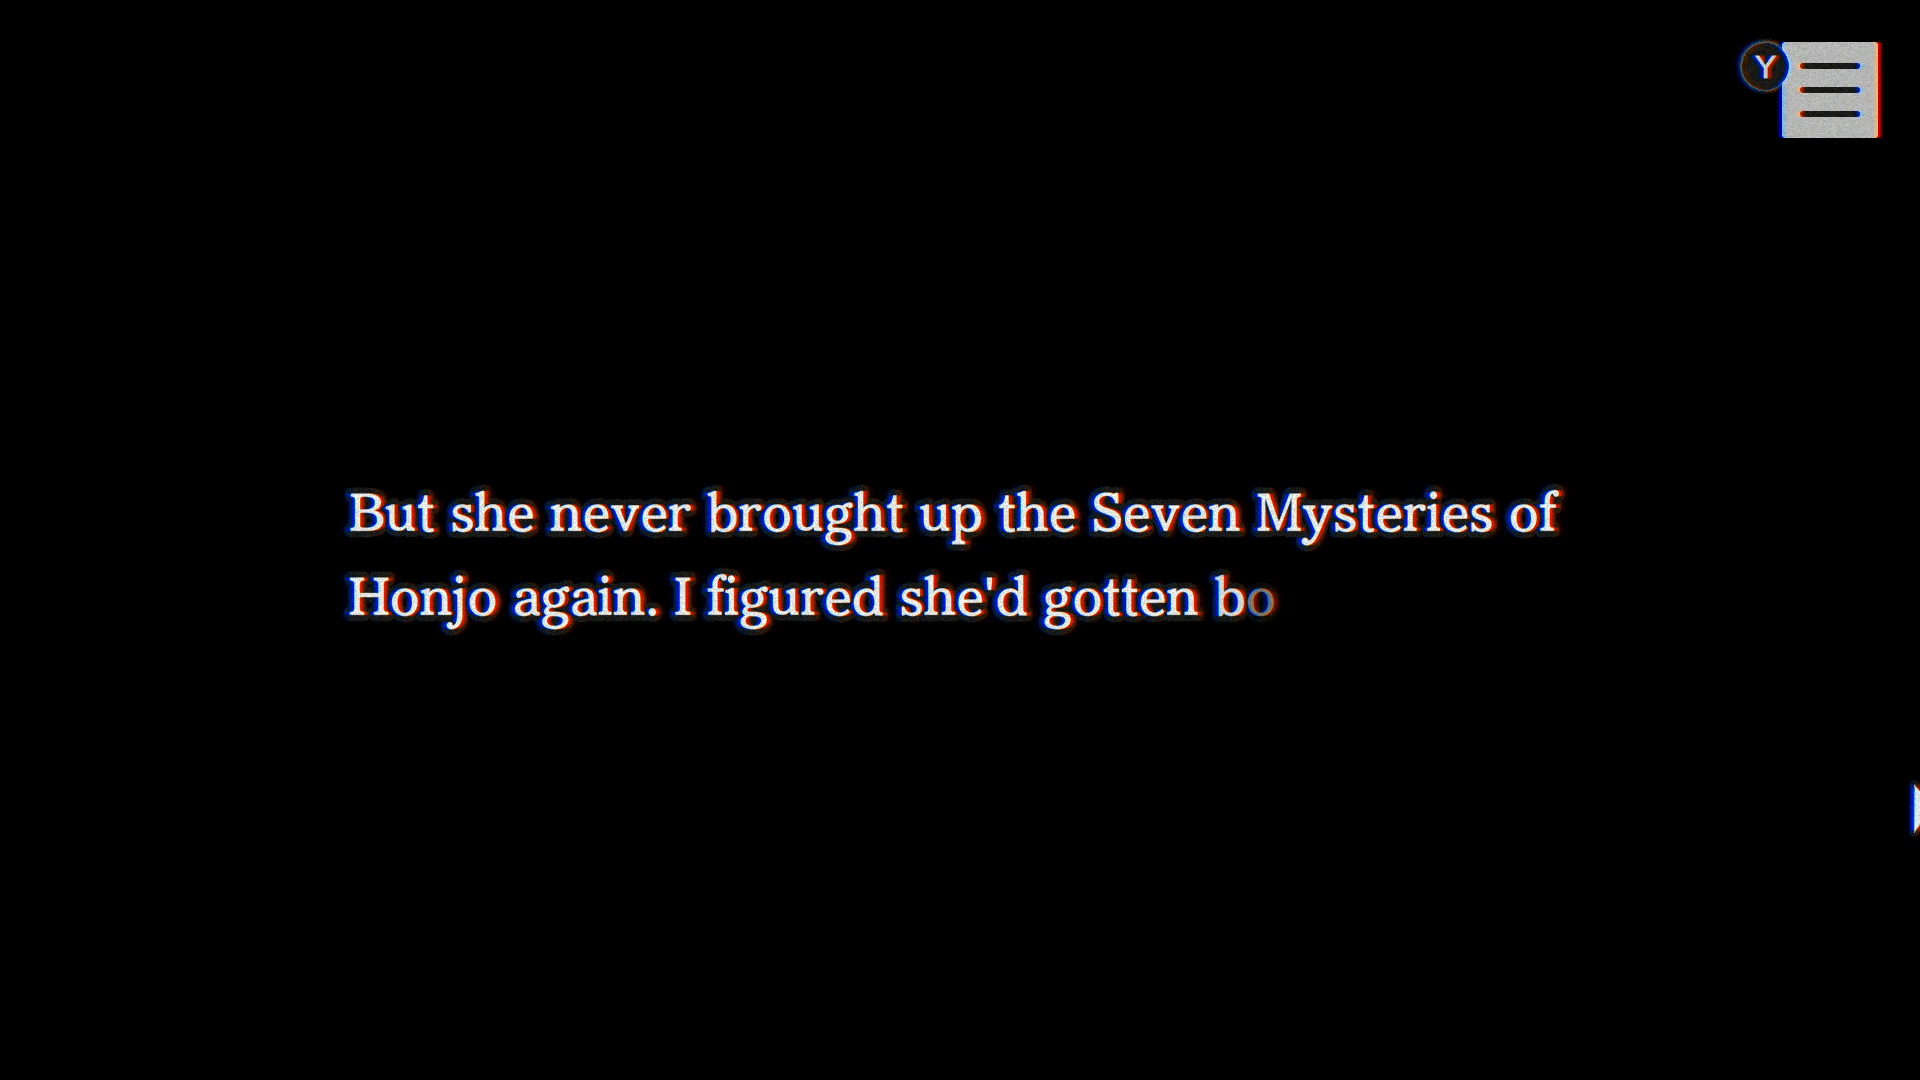 Y
But she never brought up the Seven Mysteries of
Honjo again. I figured she'd gotten bo